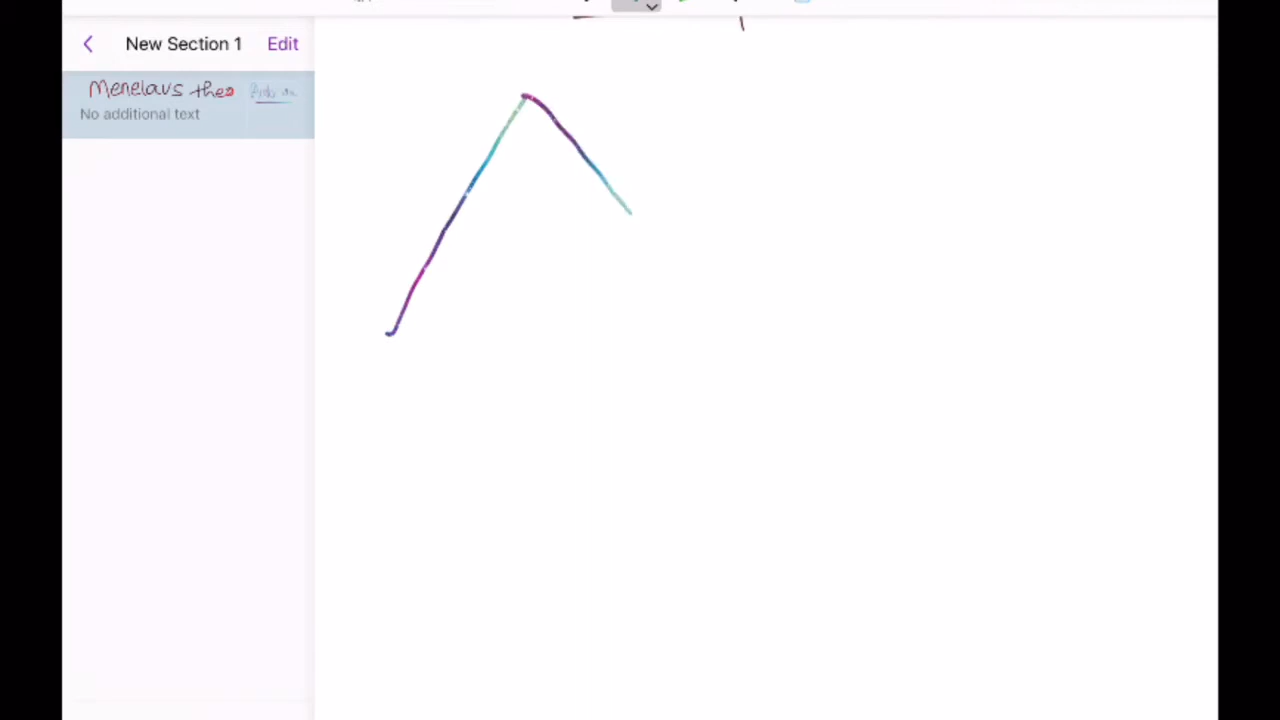 New Section 1 Edit
Menelaus theo
No additional text